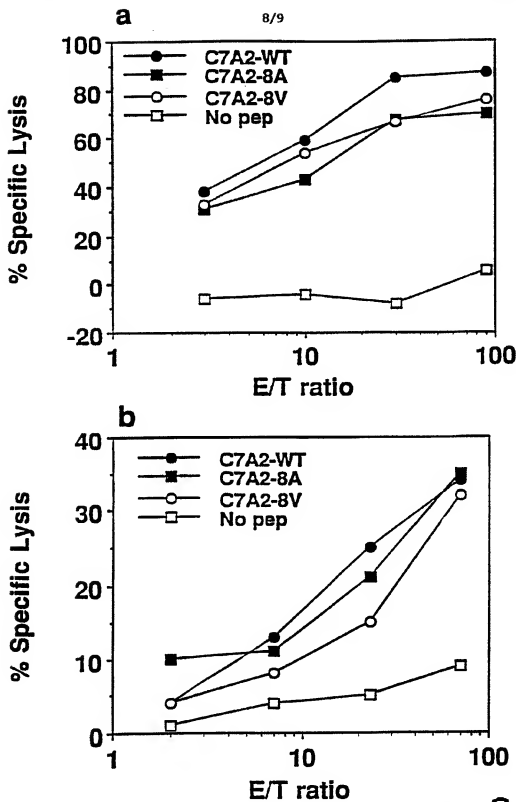 a
8/9
100
80
60
40
20
0
-20
% Specific Lysis
C7A2-WT
C7A2-8A
C7A2-8V
No pep
1
10
100
E/T ratio
b
40
30
20
10
0
% Specific Lysis
C7A2-WT
C7A2-8A
C7A2-8V
No pep
1
10
100
E/T ratio